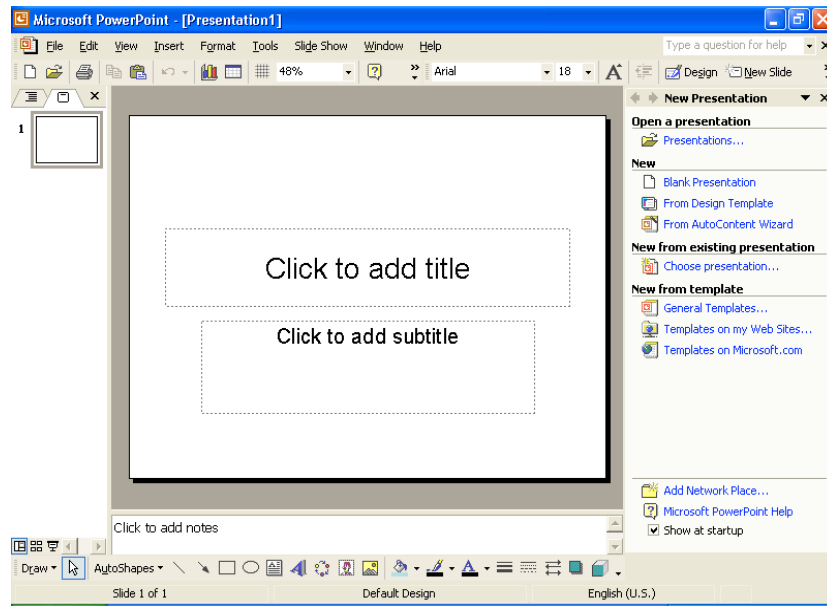 Microsoft PowerPoint - [Presentation1]
File Edit View Insert Format Tools Slide Show Window Help Type a question for help
48% Arial 18 A Design New Slide
New Presentation
1
Open a presentation
Presentations...
New
Blank Presentation
From Design Template
From AutoContent Wizard
New from existing presentation
Choose presentation...
New from template
General Templates...
Templates on my Web Sites...
Templates on Microsoft.com
Click to add title
Click to add subtitle
Add Network Place...
Microsoft PowerPoint Help
Show at startup
Click to add notes
Draw AutoShapes A A
Slide 1 of 1 Default Design English (U.S.)